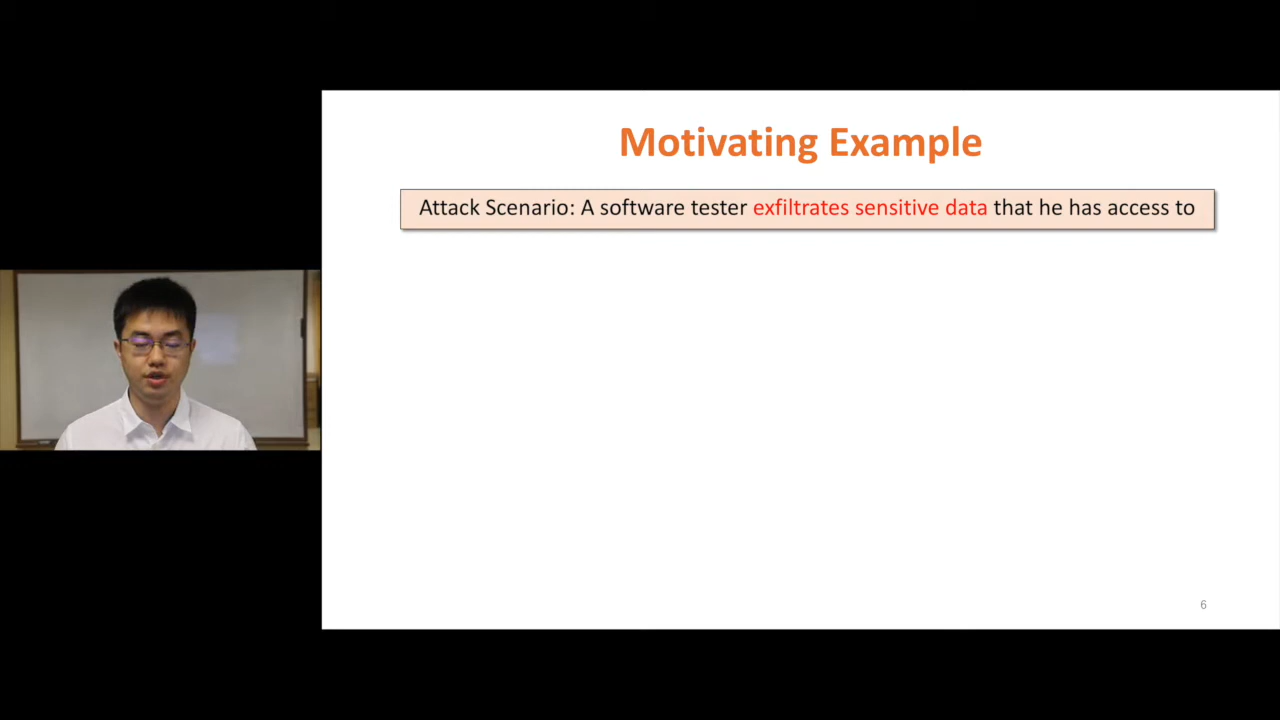 Motivating Example
Attack Scenario: A software tester exfiltrates sensitive data that he has access to
6